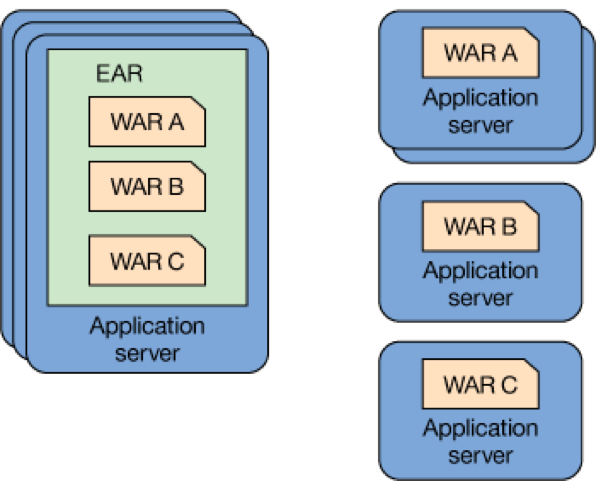 EAR
WAR A
WAR B
WAR C
Application
server
WAR A
Application
server
WAR B
Application
server
WAR C
Application
server